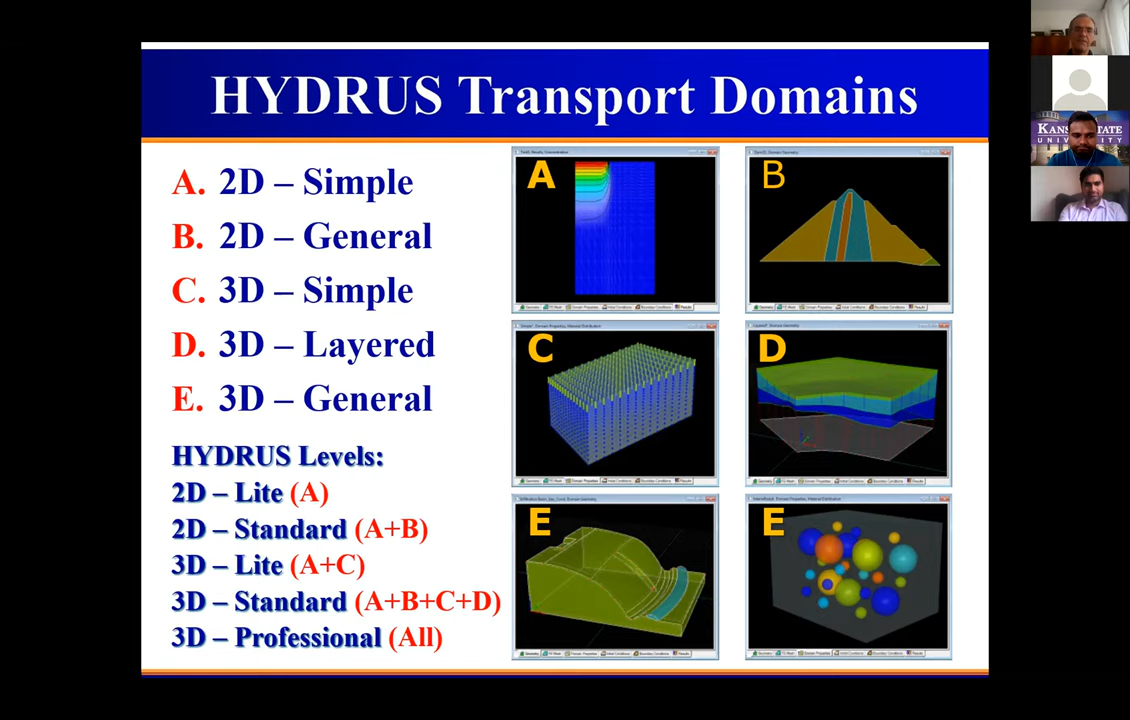 HYDRUS Transport Domains
A. 2D – Simple
B. 2D – General
C. 3D – Simple
D. 3D – Layered
E. 3D – General
HYDRUS Levels:
2D – Lite (A)
2D – Standard (A+B)
3D – Lite (A+C)
3D – Standard (A+B+C+D)
3D – Professional (All)
A
B
C
D
E
E
KANSAS STATE
UNIVERSITY